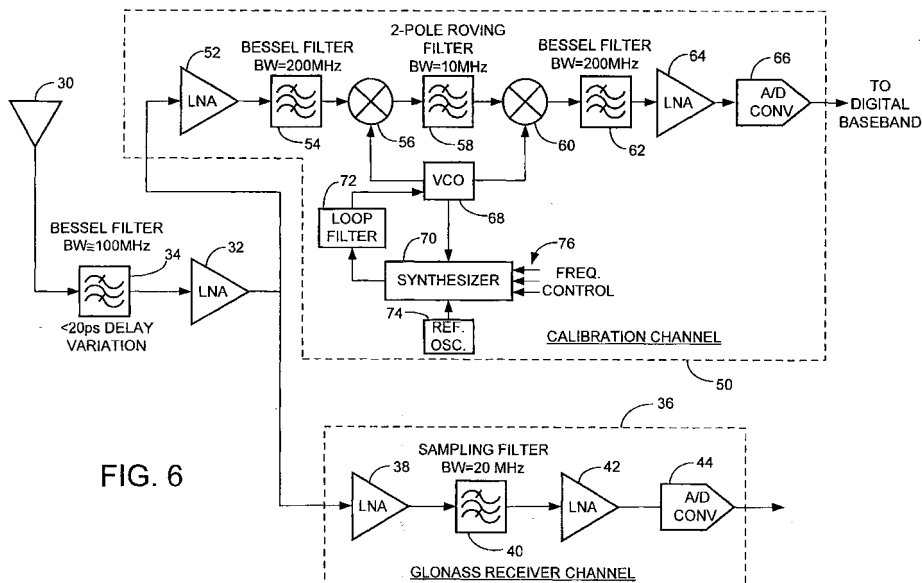 2-POLE ROVING
FILTER
BW=10MHz
BESSEL FILTER
BW=200MHz
BESSEL FILTER
BW=200MHz
30
52
LNA
54
56
58
60
62
64
LNA
66
A/D
CONV
TO
DIGITAL
BASEBAND
VCO
68
72
LOOP
FILTER
70
SYNTHESIZER
76
FREQ.
CONTROL
74
REF.
OSC.
CALIBRATION CHANNEL
50
BESSEL FILTER
BW≅100MHz
34
32
LNA
<20ps DELAY
VARIATION
36
FIG. 6
SAMPLING FILTER
BW=20 MHz
38
LNA
40
42
LNA
44
A/D
CONV
GLONASS RECEIVER CHANNEL